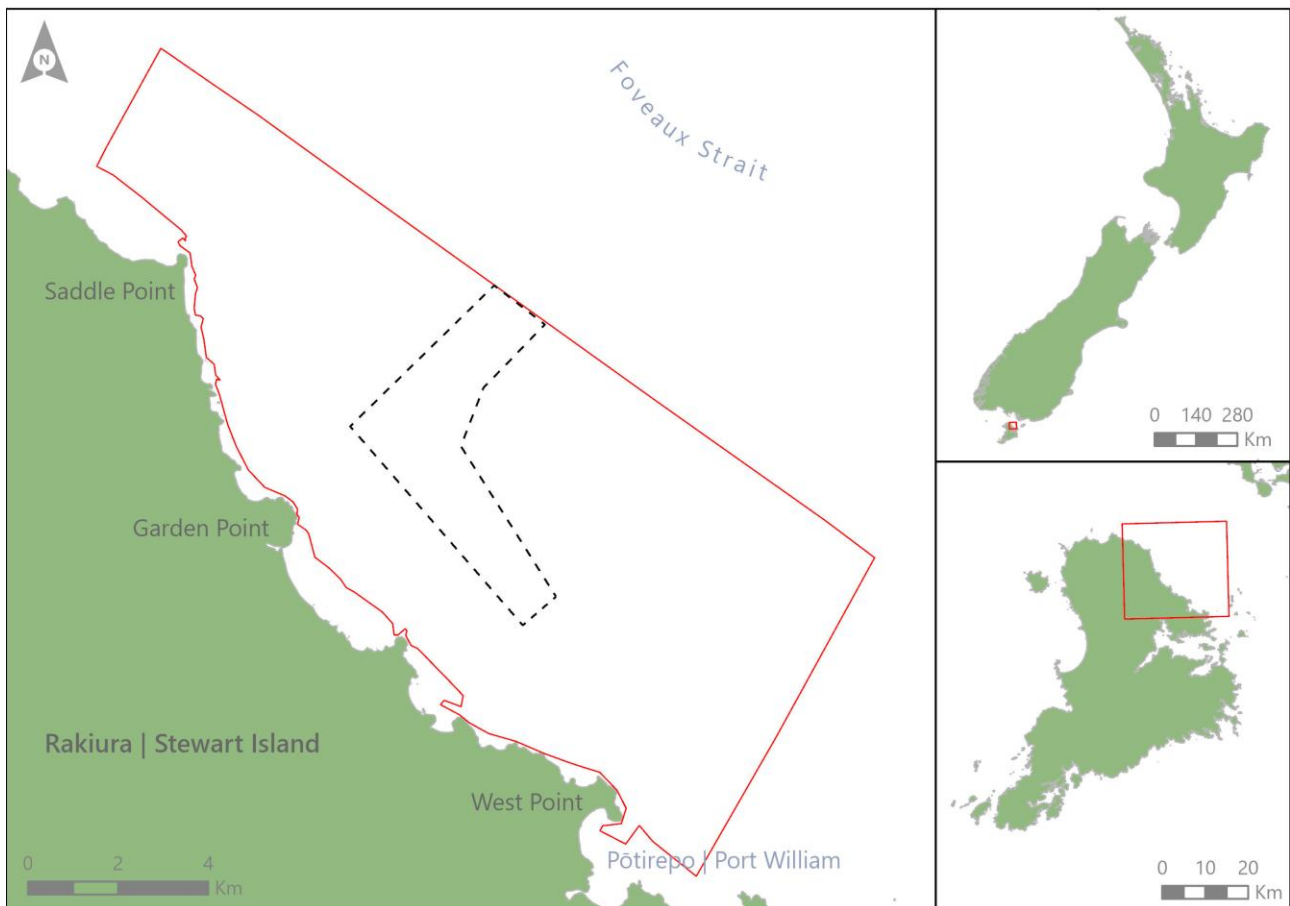 N
Foveaux Strait
Saddle Point
Garden Point
Rakiura | Stewart Island
West Point
Pōtirepo | Port William
0 2 4
Km
0 140 280
Km
0 10 20
Km